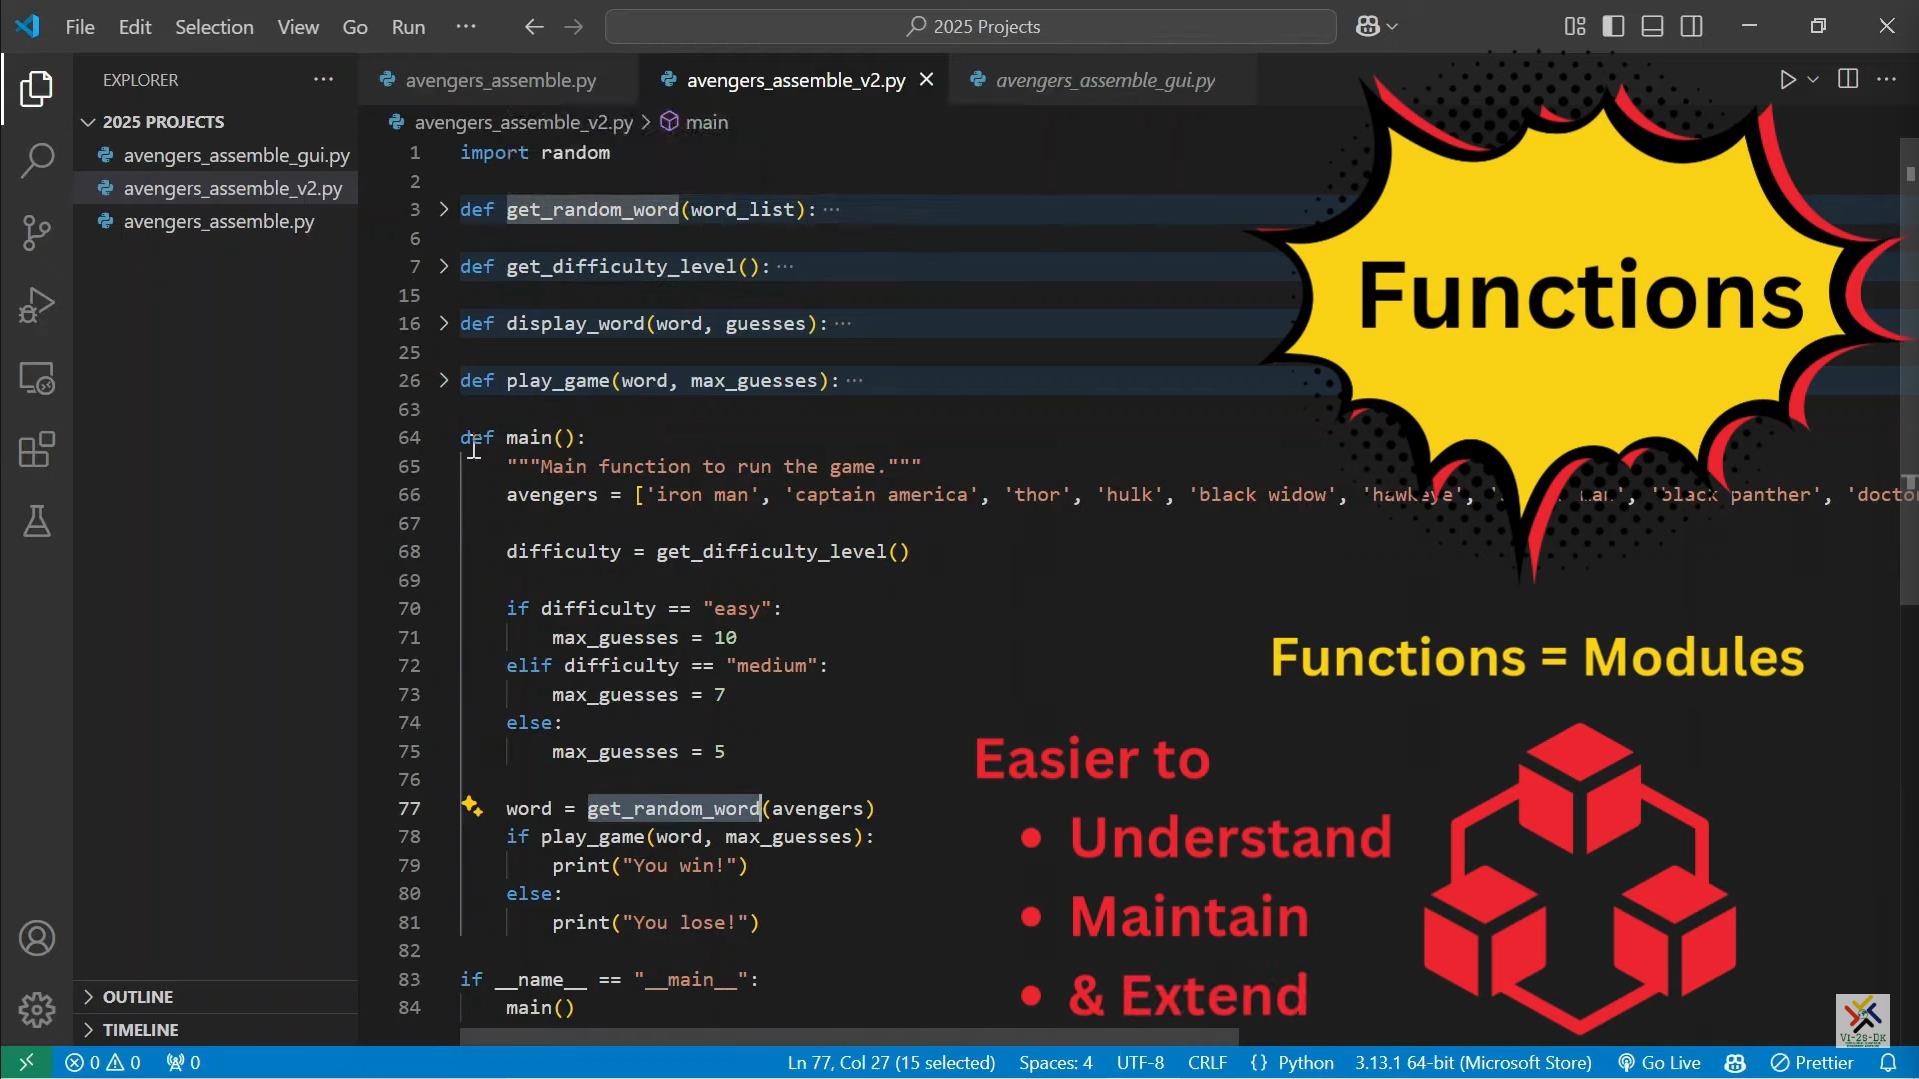 File Edit Selection View Go Run ··· 2025 Projects
EXPLORER ···
2025 PROJECTS
avengers_assemble_gui.py
avengers_assemble_v2.py
avengers_assemble.py
OUTLINE
TIMELINE
avengers_assemble.py avengers_assemble_v2.py avengers_assemble_gui.py
avengers_assemble_v2.py > main
1 import random
2
3 def get_random_word(word_list): ···
6
7 def get_difficulty_level(): ···
15
16 def display_word(word, guesses): ···
25
26 def play_game(word, max_guesses): ···
63
64 def main():
65 """Main function to run the game."""
66 avengers = ['iron man', 'captain america', 'thor', 'hulk', 'black widow', 'hawkeye', 'black panther', 'doctor
67
68 difficulty = get_difficulty_level()
69
70 if difficulty == "easy":
71 max_guesses = 10
72 elif difficulty == "medium":
73 max_guesses = 7
74 else:
75 max_guesses = 5
76
77 word = get_random_word(avengers)
78 if play_game(word, max_guesses):
79 print("You win!")
80 else:
81 print("You lose!")
82
83 if __name__ == "__main__":
84 main()
Functions
Functions = Modules
Easier to
• Understand
• Maintain
• & Extend
VI-2S-DK
0 0 0 Ln 77, Col 27 (15 selected) Spaces: 4 UTF-8 CRLF {} Python 3.13.1 64-bit (Microsoft Store) Go Live Prettier